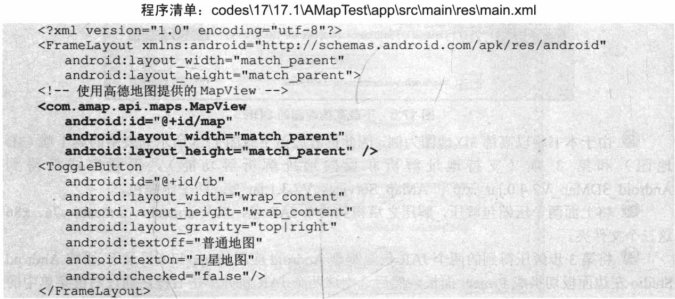 程序清单：codes\17\17.1\AMapTest\app\src\main\res\main.xml
<?xml version="1.0" encoding="utf-8"?>
<FrameLayout xmlns:android="http://schemas.android.com/apk/res/android"
android:layout_width="match_parent"
android:layout_height="match_parent">
<!-- 使用高德地图提供的 MapView -->
<com.amap.api.maps.MapView
android:id="@+id/map"
android:layout_width="match_parent"
android:layout_height="match_parent" />
<ToggleButton
android:id="@+id/tb"
android:layout_width="wrap_content"
android:layout_height="wrap_content"
android:layout_gravity="top|right"
android:textOff="普通地图"
android:textOn="卫星地图"
android:checked="false"/>
</FrameLayout>